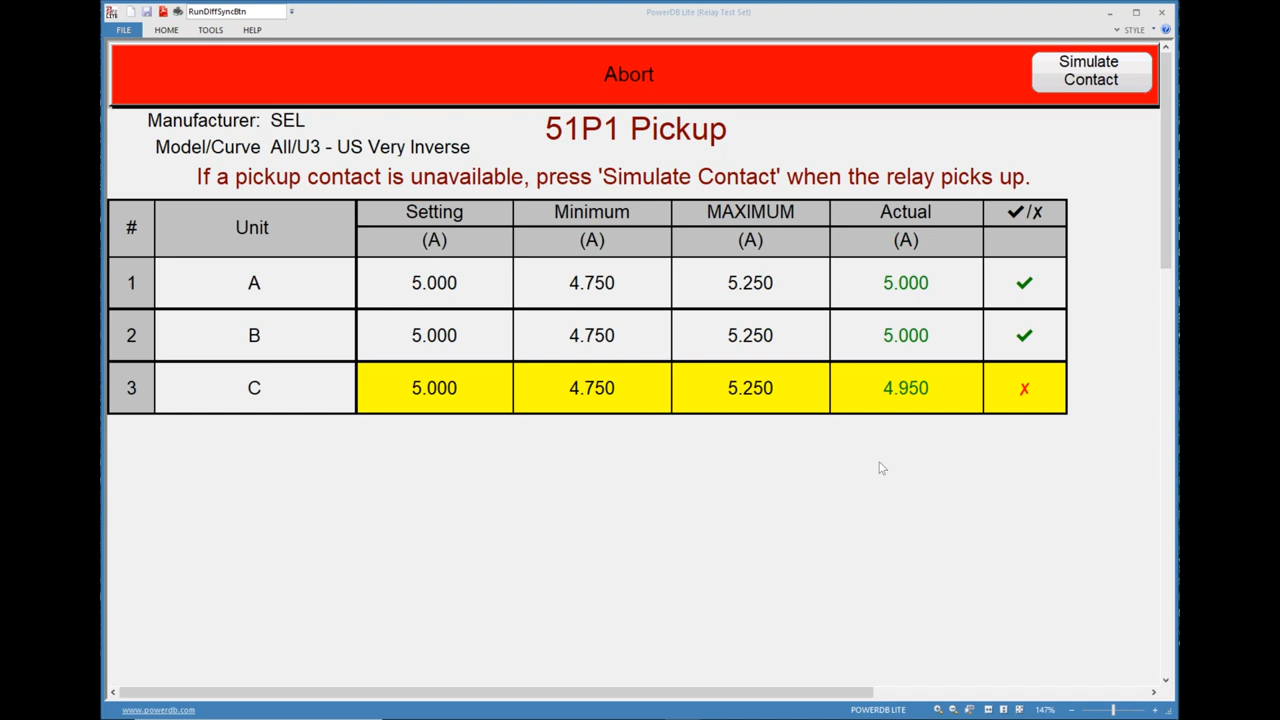 RunDiffSyncBtn
PowerDB Lite (Relay Test Set)
FILE HOME TOOLS HELP STYLE
Abort
Simulate
Contact
Manufacturer: SEL
51P1 Pickup
Model/Curve All/U3 - US Very Inverse
If a pickup contact is unavailable, press 'Simulate Contact' when the relay picks up.
# Unit Setting Minimum MAXIMUM Actual ✔/✗
(A) (A) (A) (A)
1 A 5.000 4.750 5.250 5.000 ✔
2 B 5.000 4.750 5.250 5.000 ✔
3 C 5.000 4.750 5.250 4.950 ✗
www.powerdb.com POWERDB LITE 147%